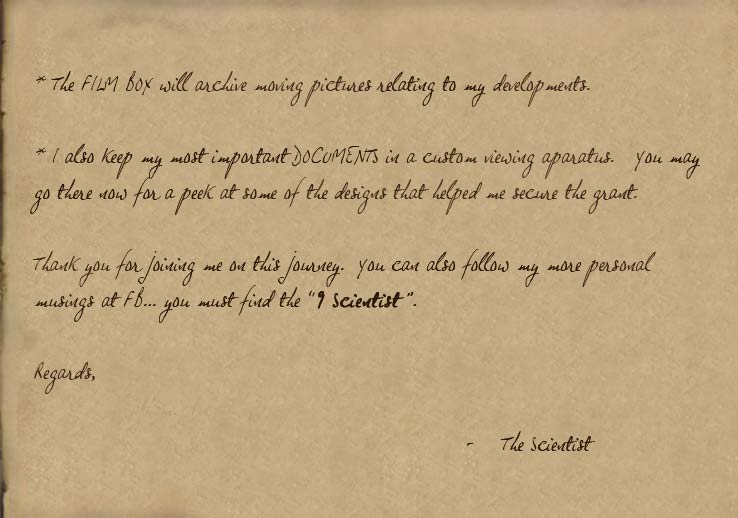 * The FILM BOX will archive moving pictures relating to my developments.
* I also keep my most important DOCUMENTS in a custom viewing aparatus. You may
go there now for a peek at some of the designs that helped me secure the grant.
Thank you for joining me on this journey. You can also follow my more personal
musings at FB... you must find the "9 Scientist".
Regards,
- The Scientist